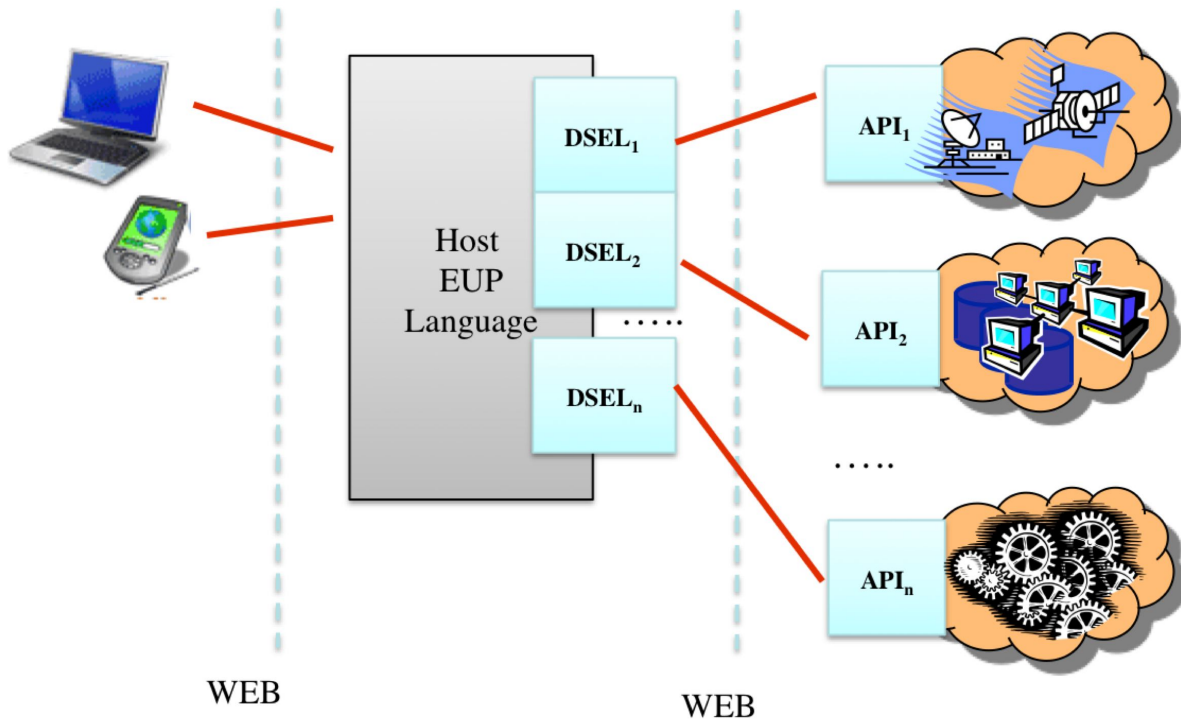 DSEL₁
API₁
Host
EUP
Language
DSEL₂
.....
API₂
DSELₙ
.....
APIₙ
WEB
WEB